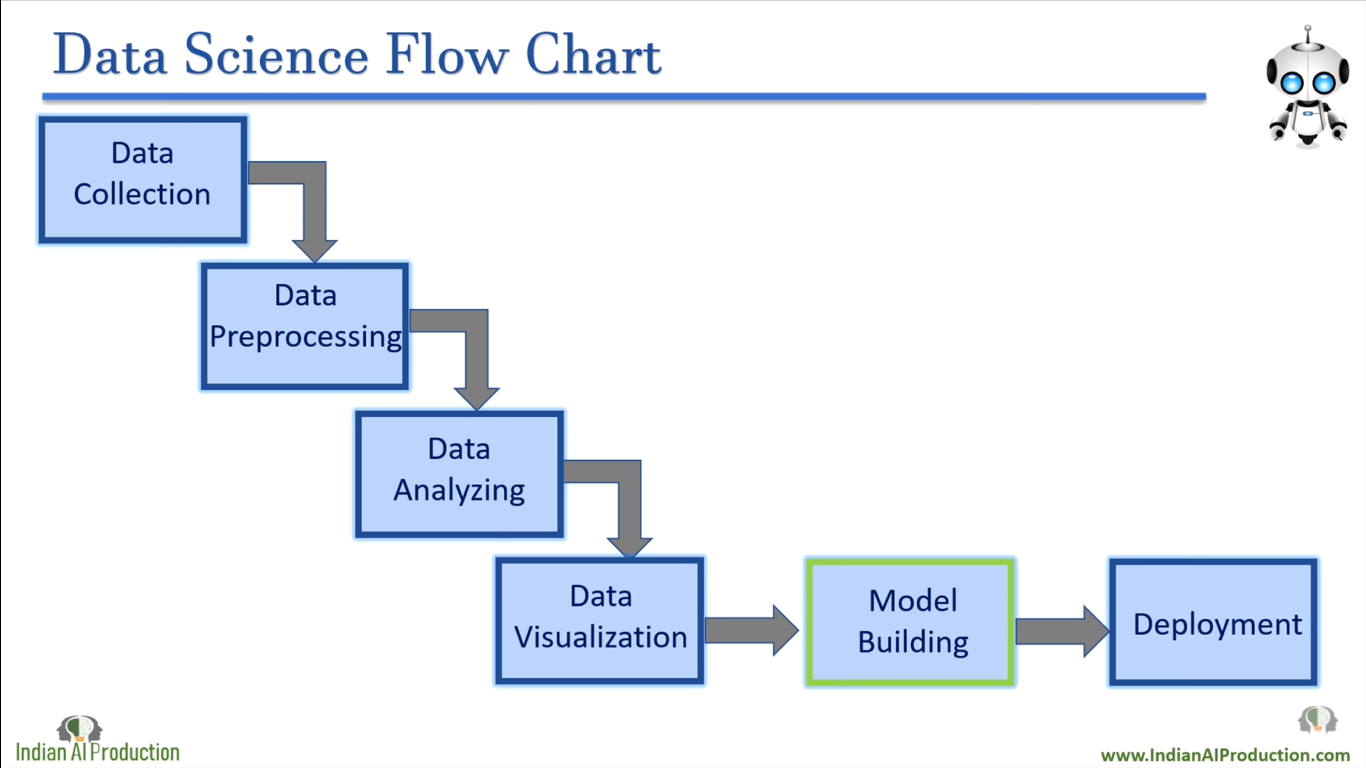 Data Science Flow Chart
Data
Collection
Data
Preprocessing
Data
Analyzing
Data
Visualization
Model
Building
Deployment
Indian AI Production
www.IndianAIProduction.com